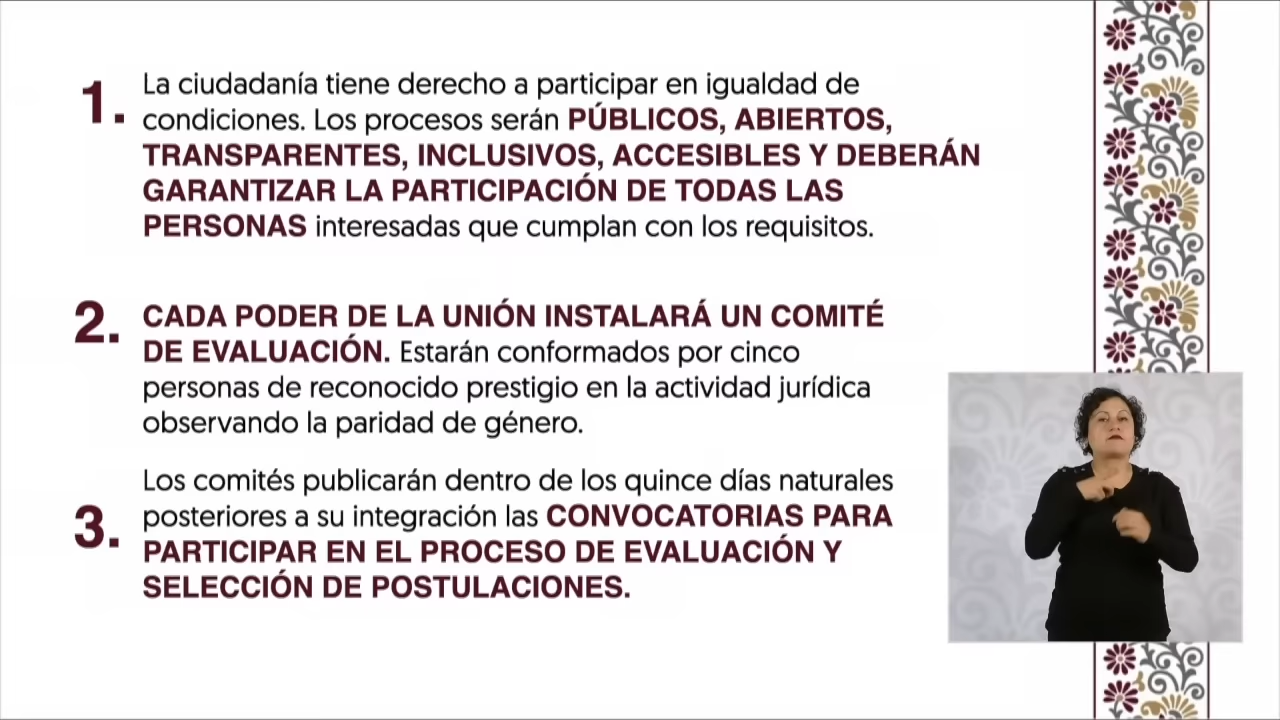 1. La ciudadanía tiene derecho a participar en igualdad de
condiciones. Los procesos serán PÚBLICOS, ABIERTOS,
TRANSPARENTES, INCLUSIVOS, ACCESIBLES Y DEBERÁN
GARANTIZAR LA PARTICIPACIÓN DE TODAS LAS
PERSONAS interesadas que cumplan con los requisitos.
2. CADA PODER DE LA UNIÓN INSTALARÁ UN COMITÉ
DE EVALUACIÓN. Estarán conformados por cinco
personas de reconocido prestigio en la actividad jurídica
observando la paridad de género.
3. Los comités publicarán dentro de los quince días naturales
posteriores a su integración las CONVOCATORIAS PARA
PARTICIPAR EN EL PROCESO DE EVALUACIÓN Y
SELECCIÓN DE POSTULACIONES.